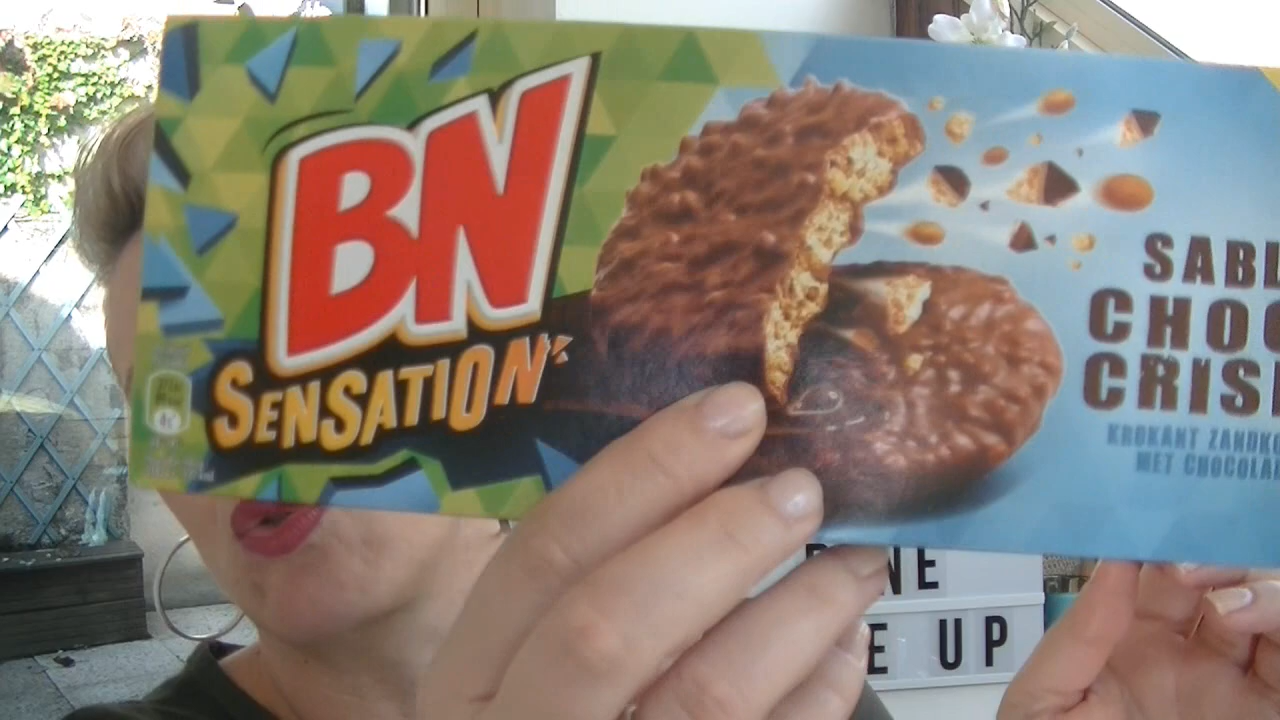 BN
SENSATION
SABL
CHOC
CRISP
KROKANT ZANDKO
MET CHOCOLA
NE
E UP